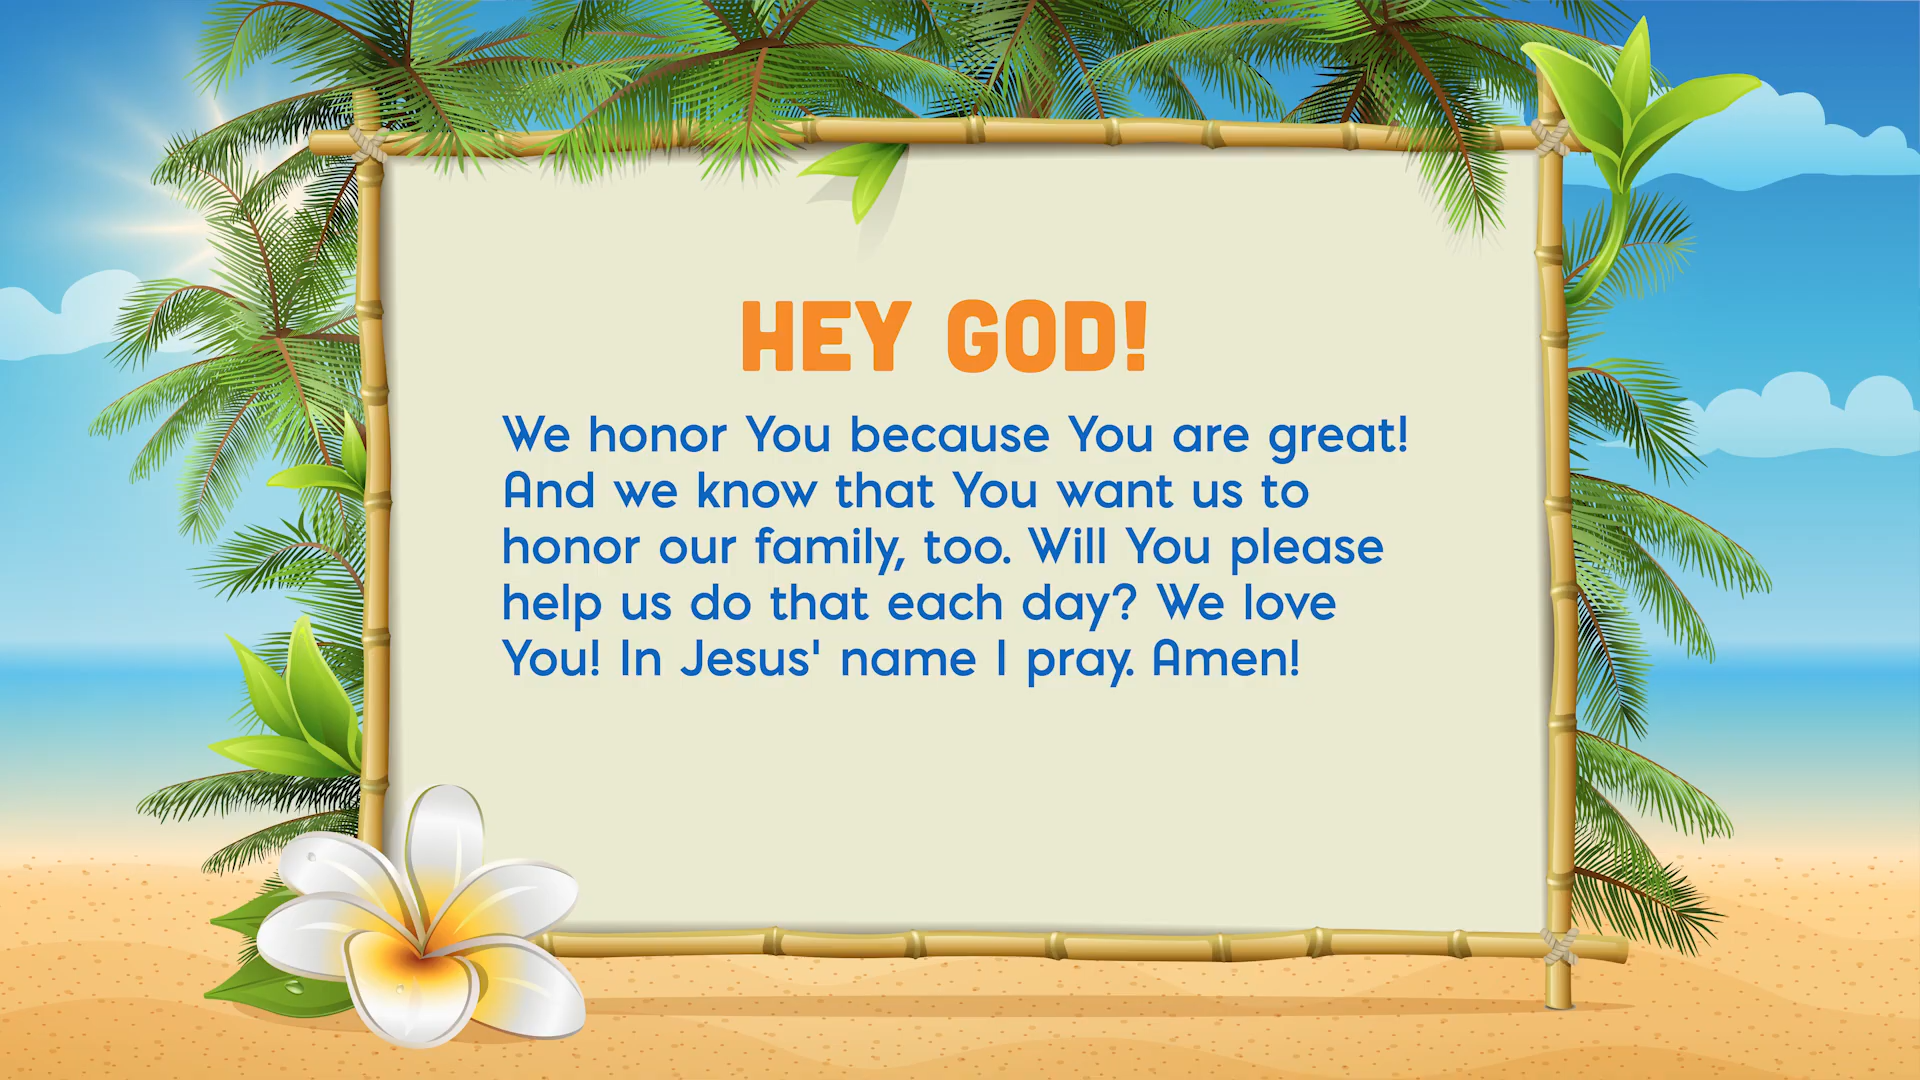 HEY GOD!
We honor You because You are great!
And we know that You want us to
honor our family, too. Will You please
help us do that each day? We love
You! In Jesus' name I pray. Amen!